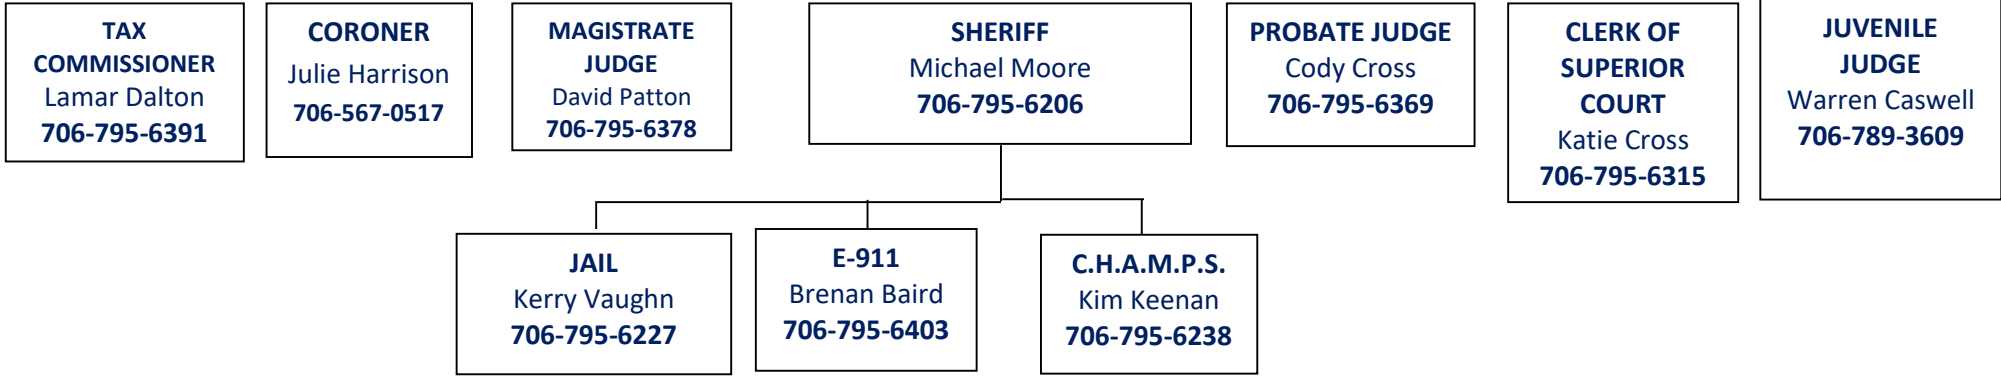 TAX
COMMISSIONER
Lamar Dalton
706-795-6391
CORONER
Julie Harrison
706-567-0517
MAGISTRATE
JUDGE
David Patton
706-795-6378
SHERIFF
Michael Moore
706-795-6206
PROBATE JUDGE
Cody Cross
706-795-6369
CLERK OF
SUPERIOR
COURT
Katie Cross
706-795-6315
JUVENILE
JUDGE
Warren Caswell
706-789-3609
JAIL
Kerry Vaughn
706-795-6227
E-911
Brenan Baird
706-795-6403
C.H.A.M.P.S.
Kim Keenan
706-795-6238